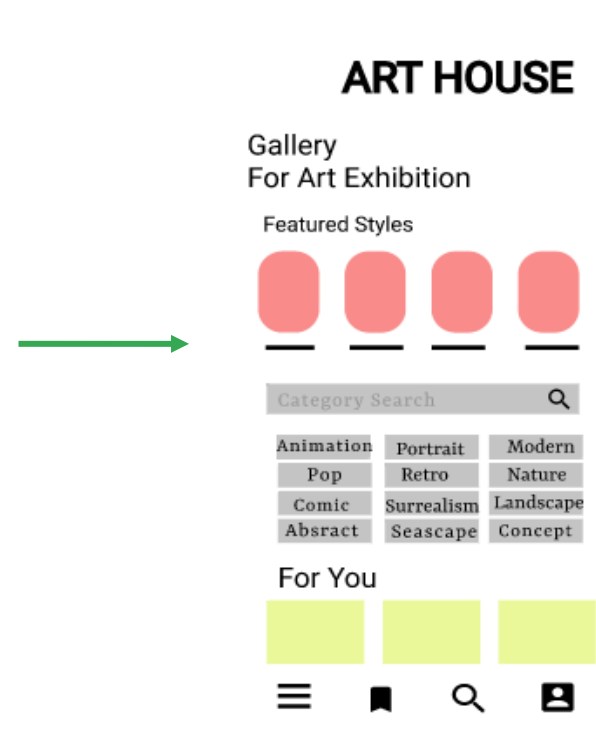 ART HOUSE
Gallery
For Art Exhibition
Featured Styles
Category Search
Animation Portrait Modern
Pop Retro Nature
Comic Surrealism Landscape
Absract Seascape Concept
For You